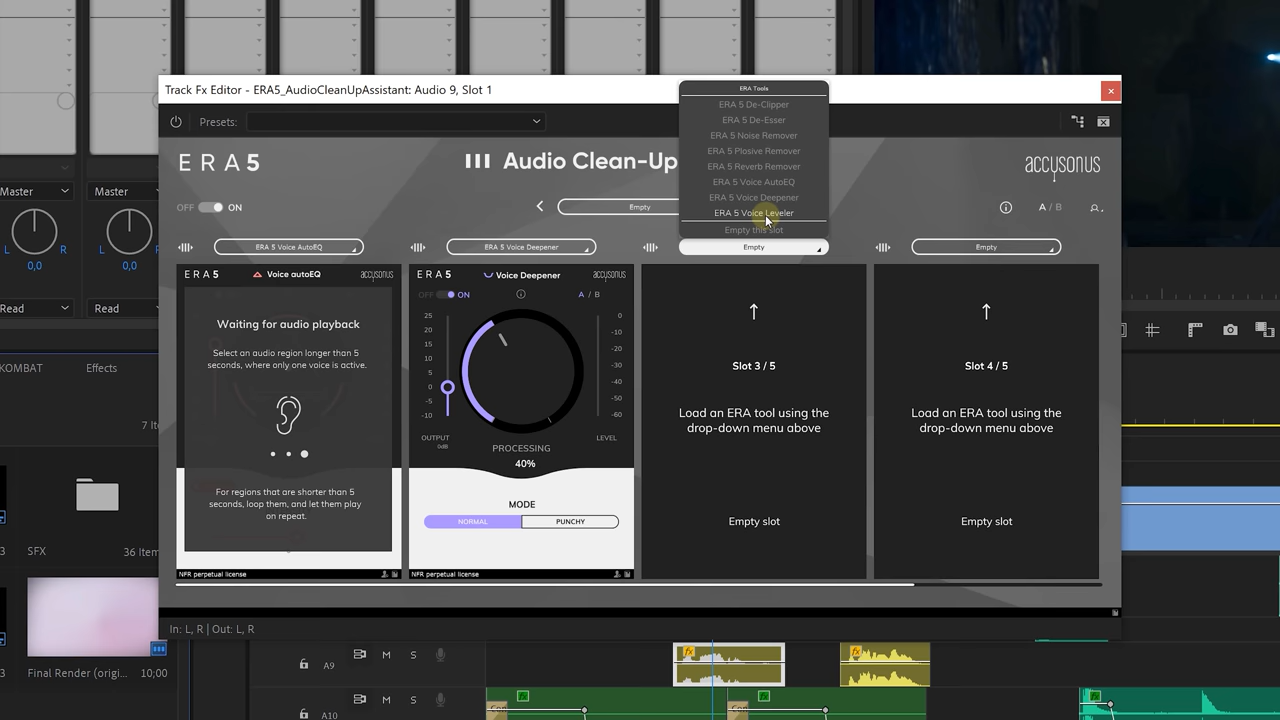 Track Fx Editor - ERA5_AudioCleanUpAssistant: Audio 9, Slot 1
Presets:
ERA Tools
ERA 5 De-Clipper
ERA 5 De-Esser
ERA 5 Noise Remover
ERA 5 Plosive Remover
ERA 5 Reverb Remover
ERA 5 Voice AutoEQ
ERA 5 Voice Deepener
ERA 5 Voice Leveler
Empty this slot
ERA5
Audio Clean-Up
accusonus
OFF ON
Empty
A / B
ERA 5 Voice AutoEQ
ERA 5 Voice Deepener
Empty
Empty
ERA5 Voice autoEQ accusonus
Waiting for audio playback
Select an audio region longer than 5
seconds, where only one voice is active.
For regions that are shorter than 5
seconds, loop them, and let them play
on repeat.
NFR perpetual license
ERA5 Voice Deepener accusonus
OFF ON
A / B
25
20
15
10
5
0
-5
-10
OUTPUT
0dB
0
-10
-20
-30
-40
-50
-60
LEVEL
PROCESSING
40%
MODE
NORMAL PUNCHY
NFR perpetual license
Slot 3 / 5
Load an ERA tool using the
drop-down menu above
Empty slot
Slot 4 / 5
Load an ERA tool using the
drop-down menu above
Empty slot
In: L, R | Out: L, R
Master
Master
L R
0,0
L
0,0
Read
Read
KOMBAT
Effects
SFX
36 Item
Final Render (origi...
10,00
A9 M S
A10 M S